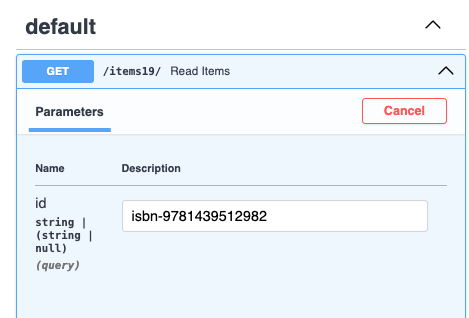 default
GET /items19/ Read Items
Parameters Cancel
Name Description
id
string |
(string |
null)
(query)
isbn-9781439512982